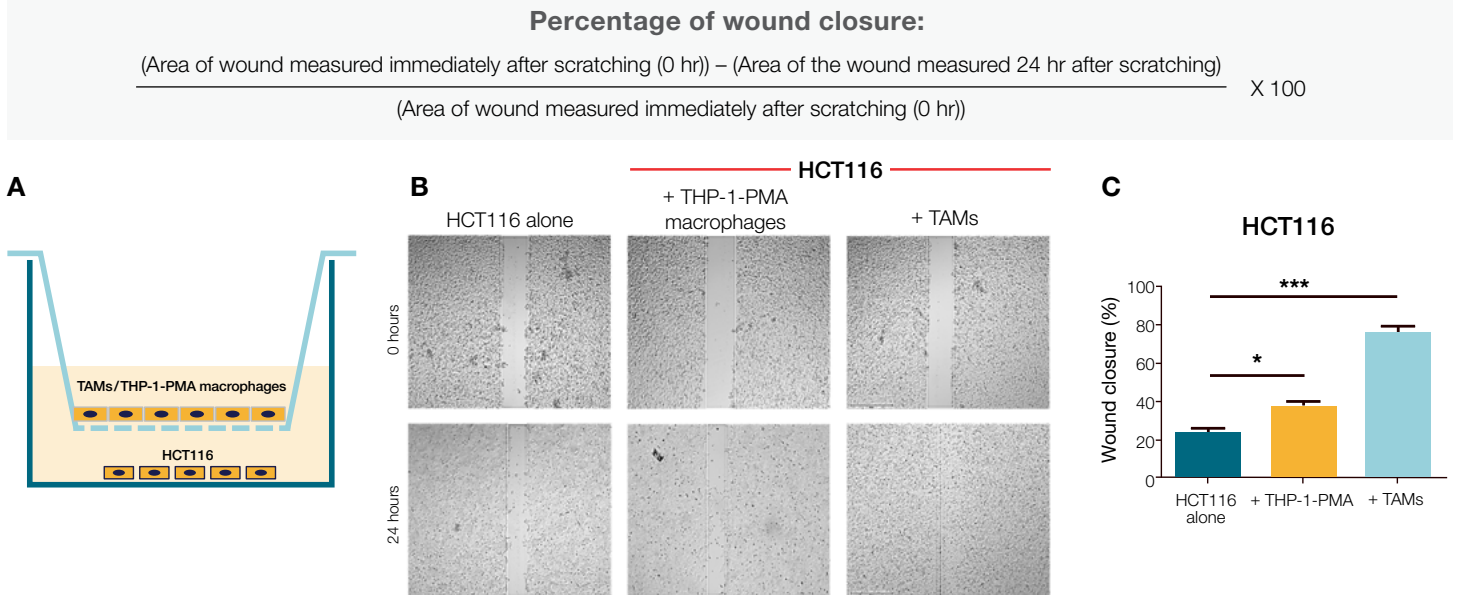 Percentage of wound closure:
(Area of wound measured immediately after scratching (0 hr)) – (Area of the wound measured 24 hr after scratching)
(Area of wound measured immediately after scratching (0 hr))
X 100
A
TAMs/THP-1-PMA macrophages
HCT116
B
HCT116
HCT116 alone
+ THP-1-PMA
macrophages
+ TAMs
0 hours
24 hours
C
HCT116
Wound closure (%)
100
80
60
40
20
0
***
*
HCT116
alone
+ THP-1-PMA
+ TAMs